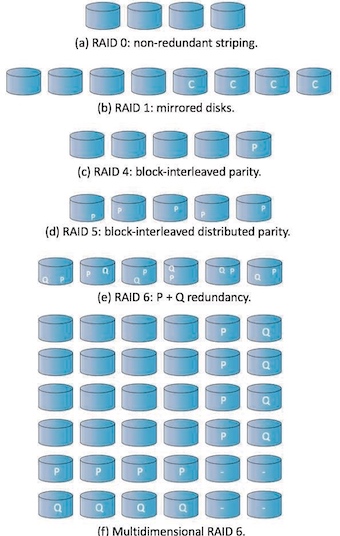 (a) RAID 0: non-redundant striping.
C C C C
(b) RAID 1: mirrored disks.
P
(c) RAID 4: block-interleaved parity.
P P P P P
(d) RAID 5: block-interleaved distributed parity.
Q P P Q Q P Q P Q P Q P
(e) RAID 6: P + Q redundancy.
P Q
P Q
P Q
P Q
P P P P - -
Q Q Q Q - -
(f) Multidimensional RAID 6.